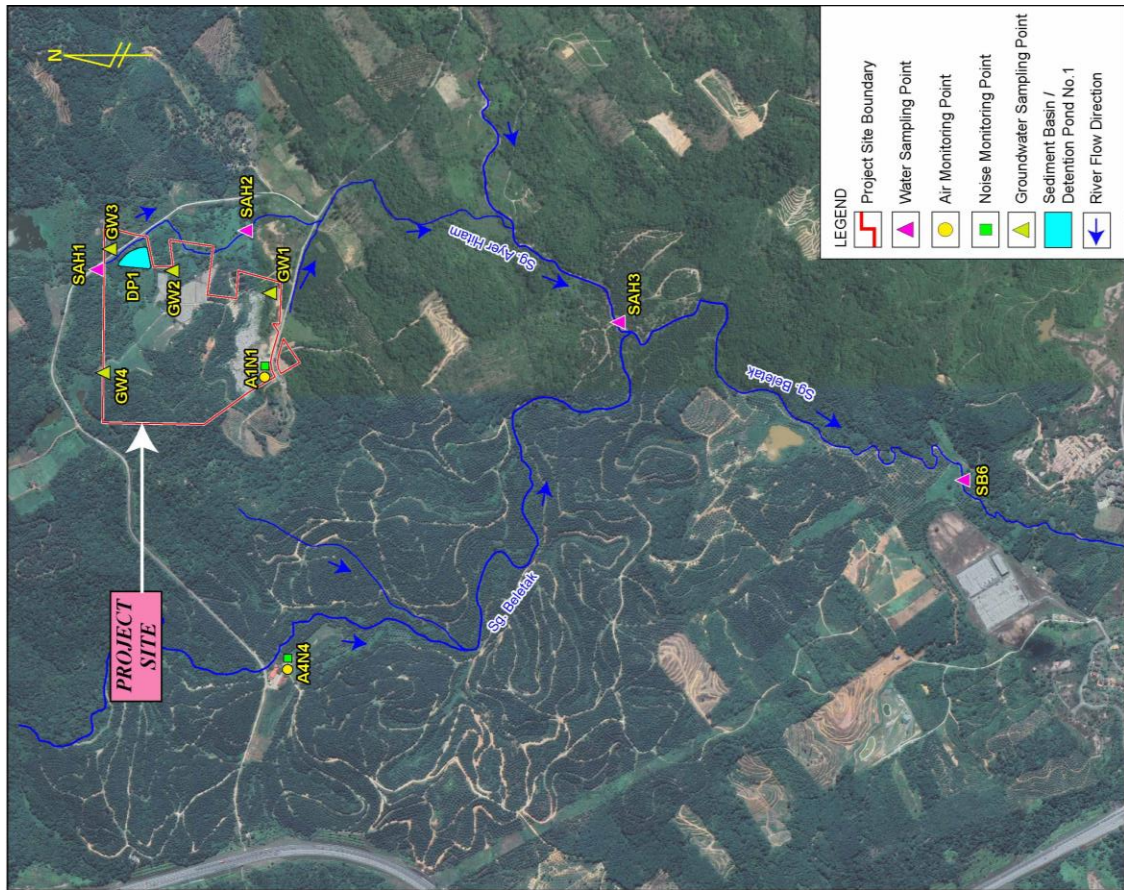 N
SAH1
GW3
DP1
GW2
SAH2
GW4
GW1
A1N1
PROJECT
SITE
A4N4
Sg. Ayer Hitam
SAH3
Sg. Beletak
Sg. Beletak
SB6
LEGEND
Project Site Boundary
Water Sampling Point
Air Monitoring Point
Noise Monitoring Point
Groundwater Sampling Point
Sediment Basin /
Detention Pond No.1
River Flow Direction